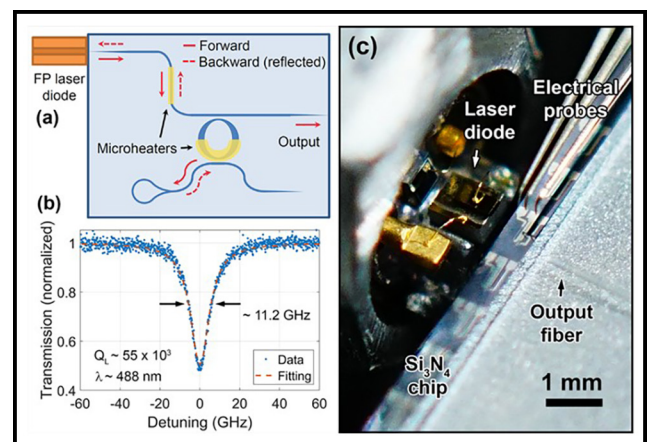 FP laser
diode
Forward
Backward (reflected)
(a)
Microheaters
Output
(b)
Transmission (normalized)
1
0.8
0.6
0.4
~ 11.2 GHz
Q_L ~ 55 x 10³
λ ~ 488 nm
Data
Fitting
-60 -40 -20 0 20 40 60
Detuning (GHz)
(c)
Electrical
probes
Laser
diode
Output
fiber
Si₃N₄
chip
1 mm